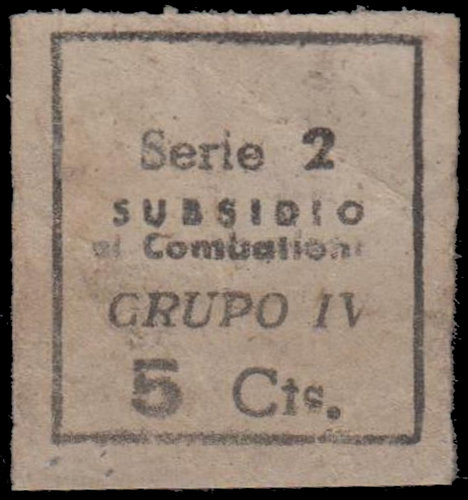 Serie 2
SUBSIDIO
al Combatiente
GRUPO IV
5 Cts.